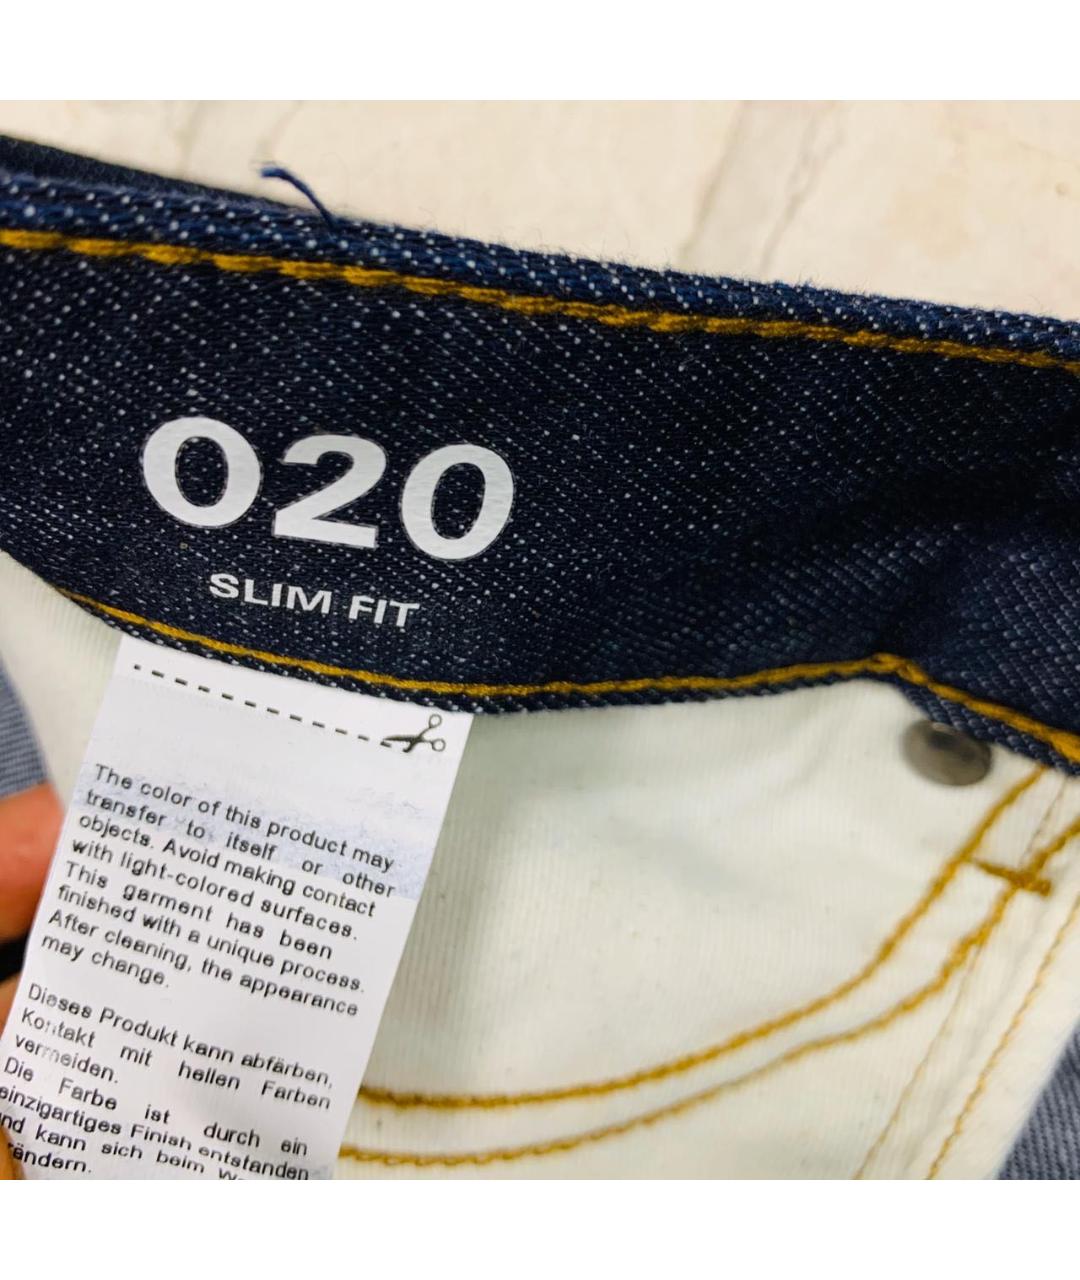 020
SLIM FIT
The color of this product may
transfer to itself or other
objects. Avoid making contact
with light-colored surfaces.
This garment has been
finished with a unique process.
After cleaning, the appearance
may change.
Dieses Produkt kann abfärben,
Kontakt mit hellen Farben
vermeiden.
Die Farbe ist durch ein
einzigartiges Finish entstanden
nd kann sich beim
ändern.